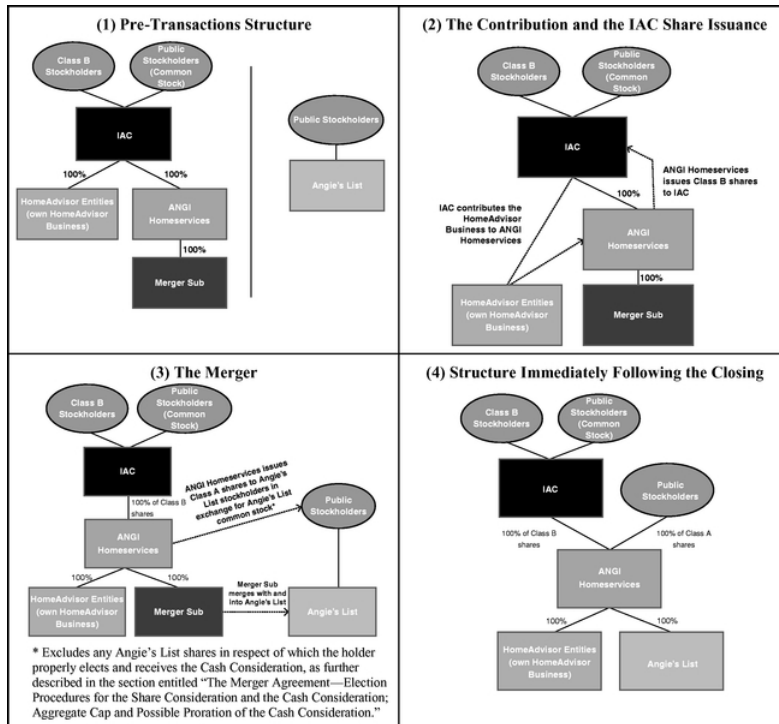 (1) Pre-Transactions Structure
Class B
Stockholders
Public
Stockholders
(Common
Stock)
IAC
100%
100%
HomeAdvisor Entities
(own HomeAdvisor
Business)
ANGI
Homeservices
100%
Merger Sub
Public Stockholders
Angie's List
(2) The Contribution and the IAC Share Issuance
Class B
Stockholders
Public
Stockholders
(Common
Stock)
IAC
ANGI Homeservices
issues Class B shares
to IAC
100%
IAC contributes the
HomeAdvisor
Business to ANGI
Homeservices
ANGI
Homeservices
100%
HomeAdvisor Entities
(own HomeAdvisor
Business)
Merger Sub
(3) The Merger
Class B
Stockholders
Public
Stockholders
(Common
Stock)
IAC
100% of Class B
shares
ANGI Homeservices issues
Class A shares to Angie's
List stockholders in
exchange for Angie's List
common stock*
Public
Stockholders
ANGI
Homeservices
100%
100%
HomeAdvisor Entities
(own HomeAdvisor
Business)
Merger Sub
Merger Sub
merges with and
into Angie's List
Angie's List
* Excludes any Angie's List shares in respect of which the holder
properly elects and receives the Cash Consideration, as further
described in the section entitled “The Merger Agreement—Election
Procedures for the Share Consideration and the Cash Consideration;
Aggregate Cap and Possible Proration of the Cash Consideration.”
(4) Structure Immediately Following the Closing
Class B
Stockholders
Public
Stockholders
(Common
Stock)
IAC
Public
Stockholders
100% of Class B
shares
100% of Class A
shares
ANGI
Homeservices
100%
100%
HomeAdvisor Entities
(own HomeAdvisor
Business)
Angie's List